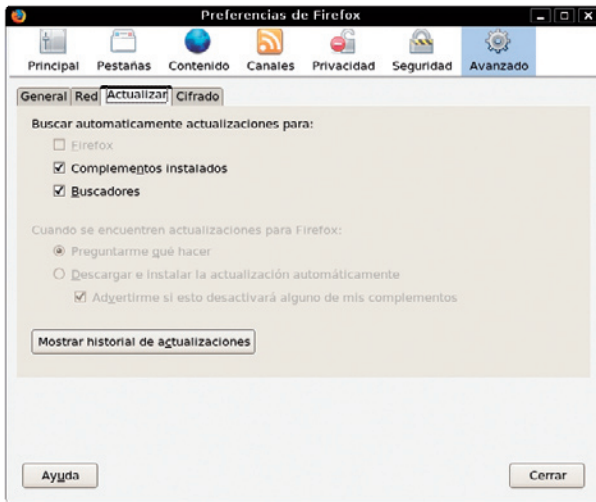 Preferencias de Firefox
Principal Pestañas Contenido Canales Privacidad Seguridad Avanzado
General Red Actualizar Cifrado
Buscar automaticamente actualizaciones para:
Firefox
Complementos instalados
Buscadores
Cuando se encuentren actualizaciones para Firefox:
Preguntarme qué hacer
Descargar e instalar la actualización automáticamente
Advertirme si esto desactivará alguno de mis complementos
Mostrar historial de actualizaciones
Ayuda Cerrar